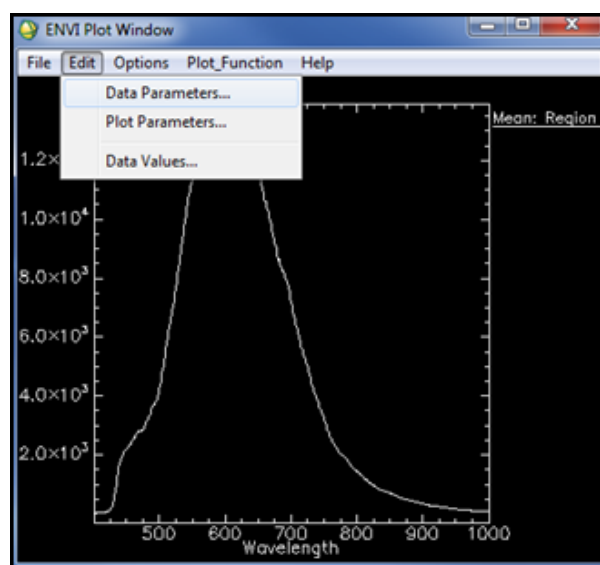 ENVI Plot Window
File Edit Options Plot_Function Help
Data Parameters...
Plot Parameters...
Data Values...
Mean: Region
1.2×
1.0×10⁴
8.0×10³
6.0×10³
4.0×10³
2.0×10³
500 600 700 800 900 1000
Wavelength